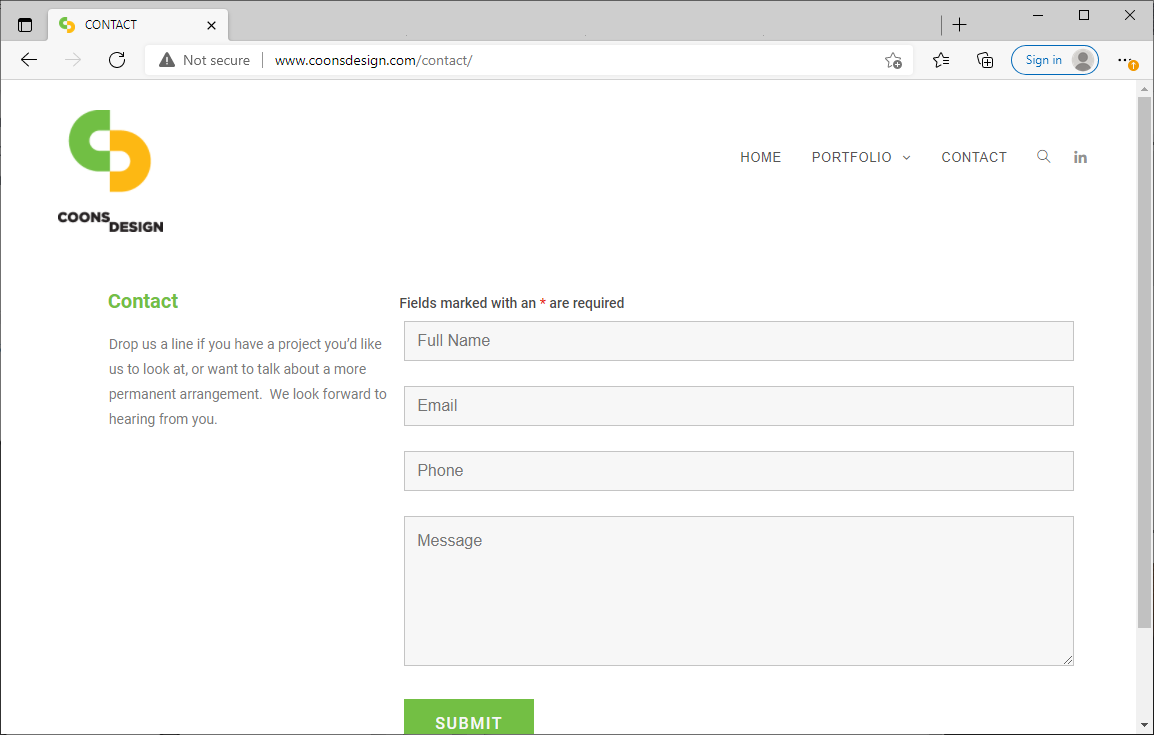 CONTACT
Not secure
www.coonsdesign.com/contact/
Sign in
COONS
DESIGN
HOME
PORTFOLIO
CONTACT
in
Contact
Drop us a line if you have a project you’d like
us to look at, or want to talk about a more
permanent arrangement.  We look forward to
hearing from you.
Fields marked with an * are required
Full Name
Email
Phone
Message
SUBMIT